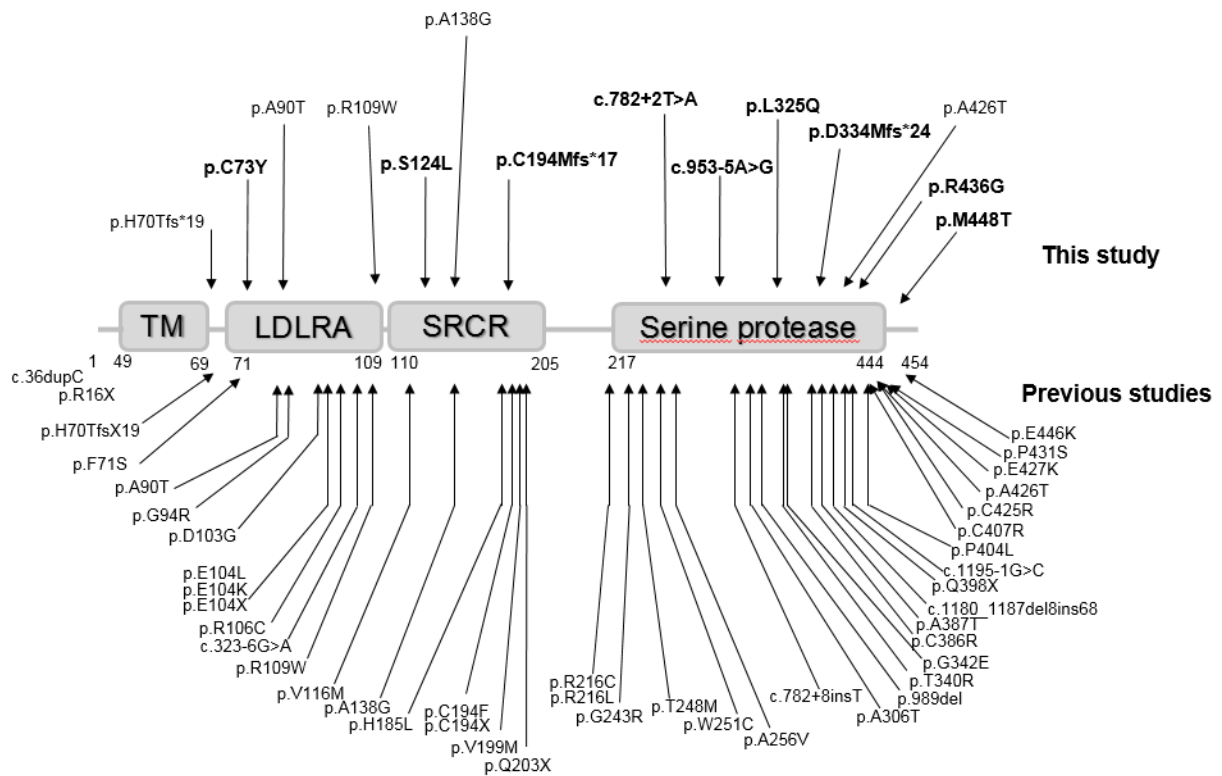 p.A138G
p.A90T
p.R109W
c.782+2T>A
p.L325Q
p.A426T
p.D334Mfs*24
p.C73Y
p.S124L
p.C194Mfs*17
c.953-5A>G
p.R436G
p.H70Tfs*19
p.M448T
This study
TM
LDLRA
SRCR
Serine protease
1
49
69
71
109
110
205
217
444
454
c.36dupC
p.R16X
Previous studies
p.H70TfsX19
p.F71S
p.A90T
p.G94R
p.D103G
p.E104L
p.E104K
p.E104X
p.R106C
c.323-6G>A
p.R109W
p.V116M
p.A138G
p.H185L
p.C194F
p.C194X
p.V199M
p.Q203X
p.R216C
p.R216L
p.G243R
p.T248M
p.W251C
p.A256V
c.782+8insT
p.A306T
p.989del
p.T340R
p.G342E
p.C386R
p.A387T
c.1180_1187del8ins68
p.Q398X
c.1195-1G>C
p.P404L
p.C407R
p.C425R
p.A426T
p.E427K
p.P431S
p.E446K